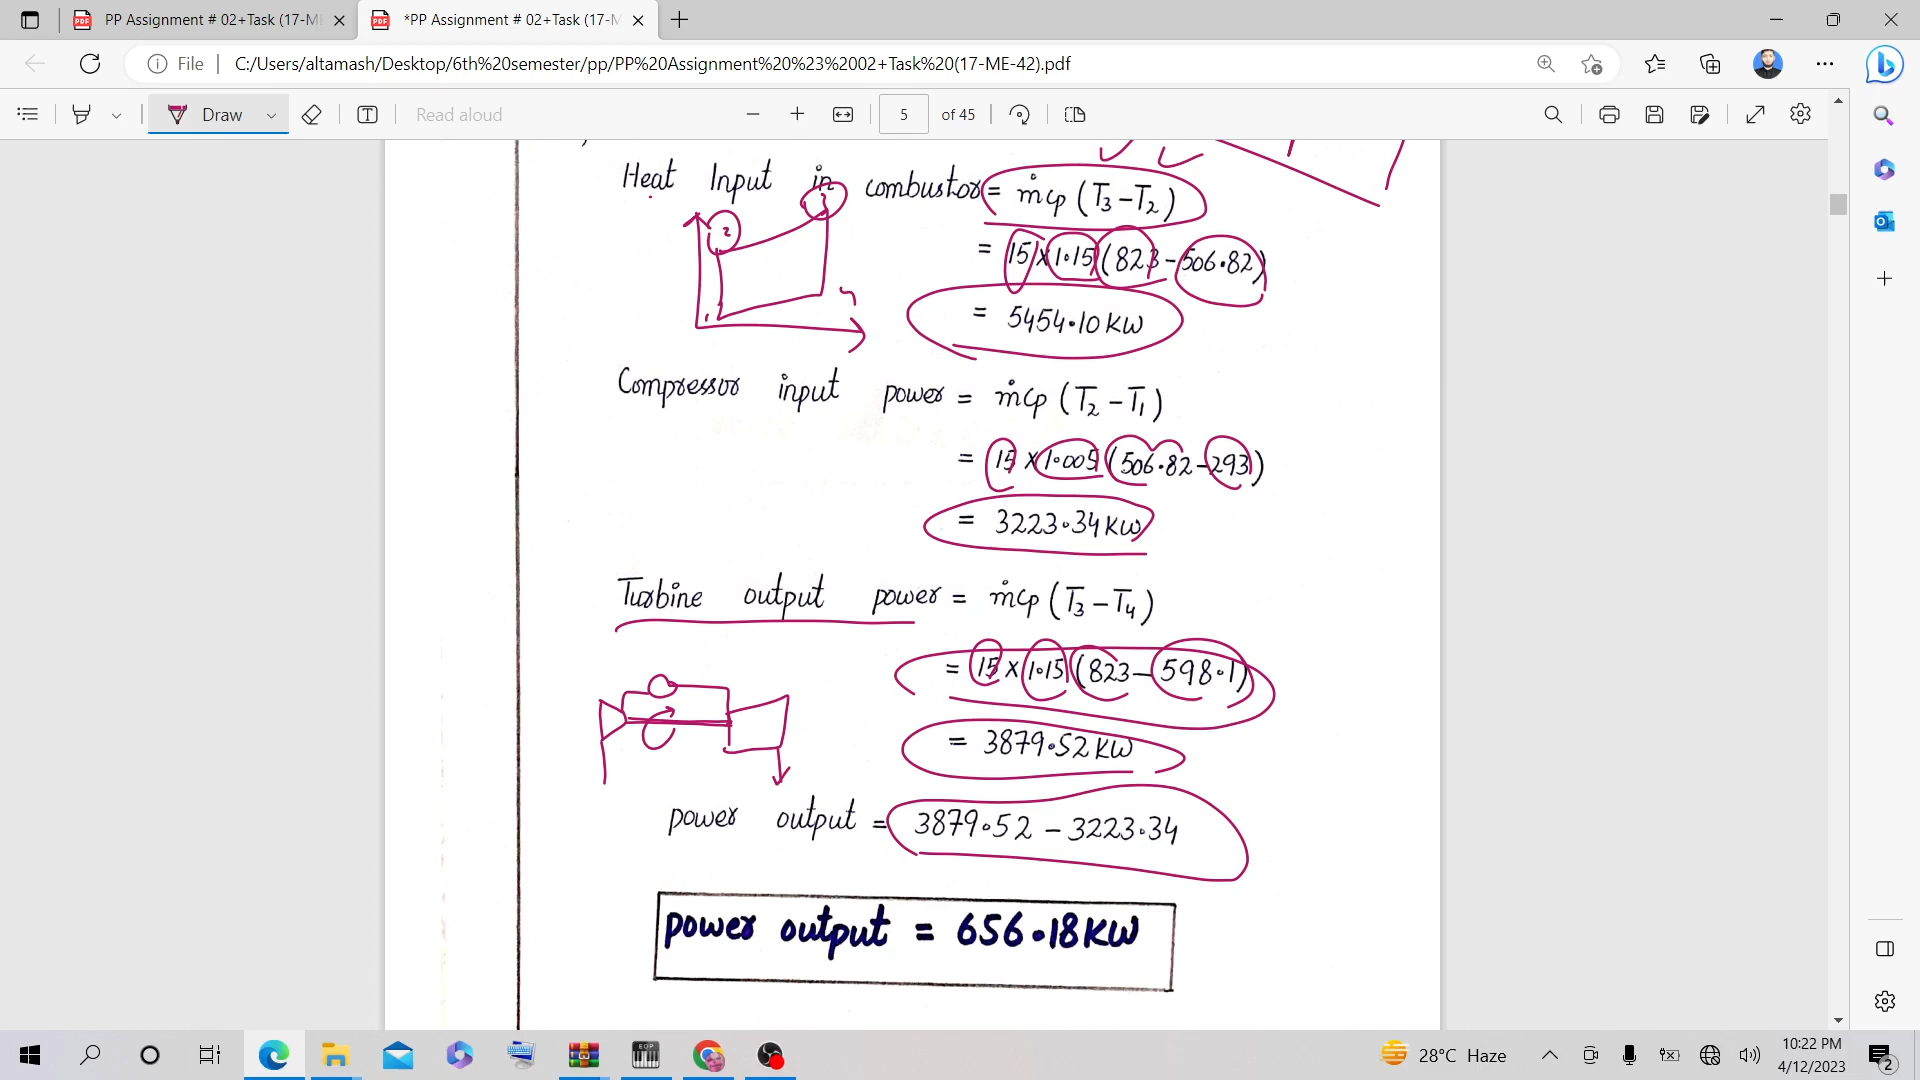 PP Assignment # 02+Task (17-M
*PP Assignment # 02+Task (17-M
File
C:/Users/altamash/Desktop/6th%20semester/pp/PP%20Assignment%20%23%2002+Task%20(17-ME-42).pdf
Draw
Read aloud
5
of 45
Heat Input in combustor = ṁcp (T3 - T2)
= 15 × 1.15 (823 - 506.82)
= 5454.10 KW
Compressor input power = ṁcp (T2 - T1)
= 15 × 1.005 (506.82 - 293)
= 3223.34 KW
Turbine output power = ṁcp (T3 - T4)
= 15 × 1.15 (823 - 598.1)
= 3879.52 KW
power output = 3879.52 - 3223.34
power output = 656.18 KW
2
3
1
28°C Haze
10:22 PM
4/12/2023
2